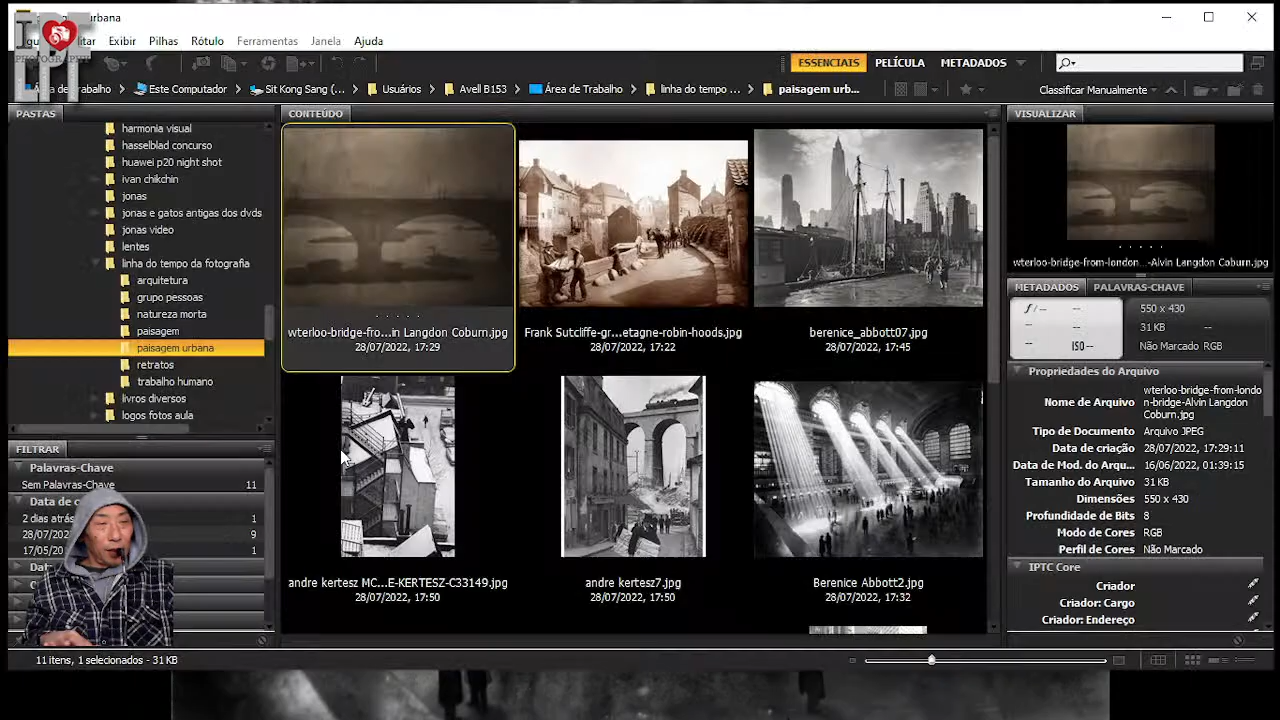 urbana
I
PHOTOGRAPHY
itar Exibir Pilhas Rótulo Ferramentas Janela Ajuda
ESSENCIAIS PELÍCULA METADADOS
Área de Trabalho Este Computador Sit Kong Sang (... Usuários Avell B153 Área de Trabalho linha do tempo ... paisagem urb... Classificar Manualmente
PASTAS
harmonia visual
hasselblad concurso
huawei p20 night shot
ivan chikchin
jonas
jonas e gatos antigas dos dvds
jonas video
lentes
linha do tempo da fotografia
arquitetura
grupo pessoas
natureza morta
paisagem
paisagem urbana
retratos
trabalho humano
livros diversos
logos fotos aula
FILTRAR
Palavras-Chave
Sem Palavras-Chave 11
Data de c
2 dias atrás 1
28/07/202 9
17/05/20 1
Dat
CONTEÚDO
wterloo-bridge-fro...in Langdon Coburn.jpg
28/07/2022, 17:29
Frank Sutcliffe-gr...etagne-robin-hoods.jpg
28/07/2022, 17:22
berenice_abbott07.jpg
28/07/2022, 17:45
andre kertesz MC...E-KERTESZ-C33149.jpg
28/07/2022, 17:50
andre kertesz7.jpg
28/07/2022, 17:50
Berenice Abbott2.jpg
28/07/2022, 17:32
VISUALIZAR
wterloo-bridge-from-london...-Alvin Langdon Coburn.jpg
METADADOS PALAVRAS-CHAVE
f/-- --
-- --
-- ISO--
550 x 430
31 KB --
Não Marcado RGB
Propriedades do Arquivo
Nome de Arquivo wterloo-bridge-from-londo
n-bridge-Alvin Langdon
Coburn.jpg
Tipo de Documento Arquivo JPEG
Data de criação 28/07/2022, 17:29:11
Data de Mod. do Arqu... 16/06/2022, 01:39:15
Tamanho do Arquivo 31 KB
Dimensões 550 x 430
Profundidade de Bits 8
Modo de Cores RGB
Perfil de Cores Não Marcado
IPTC Core
Criador
Criador: Cargo
Criador: Endereço
11 itens, 1 selecionados - 31 KB